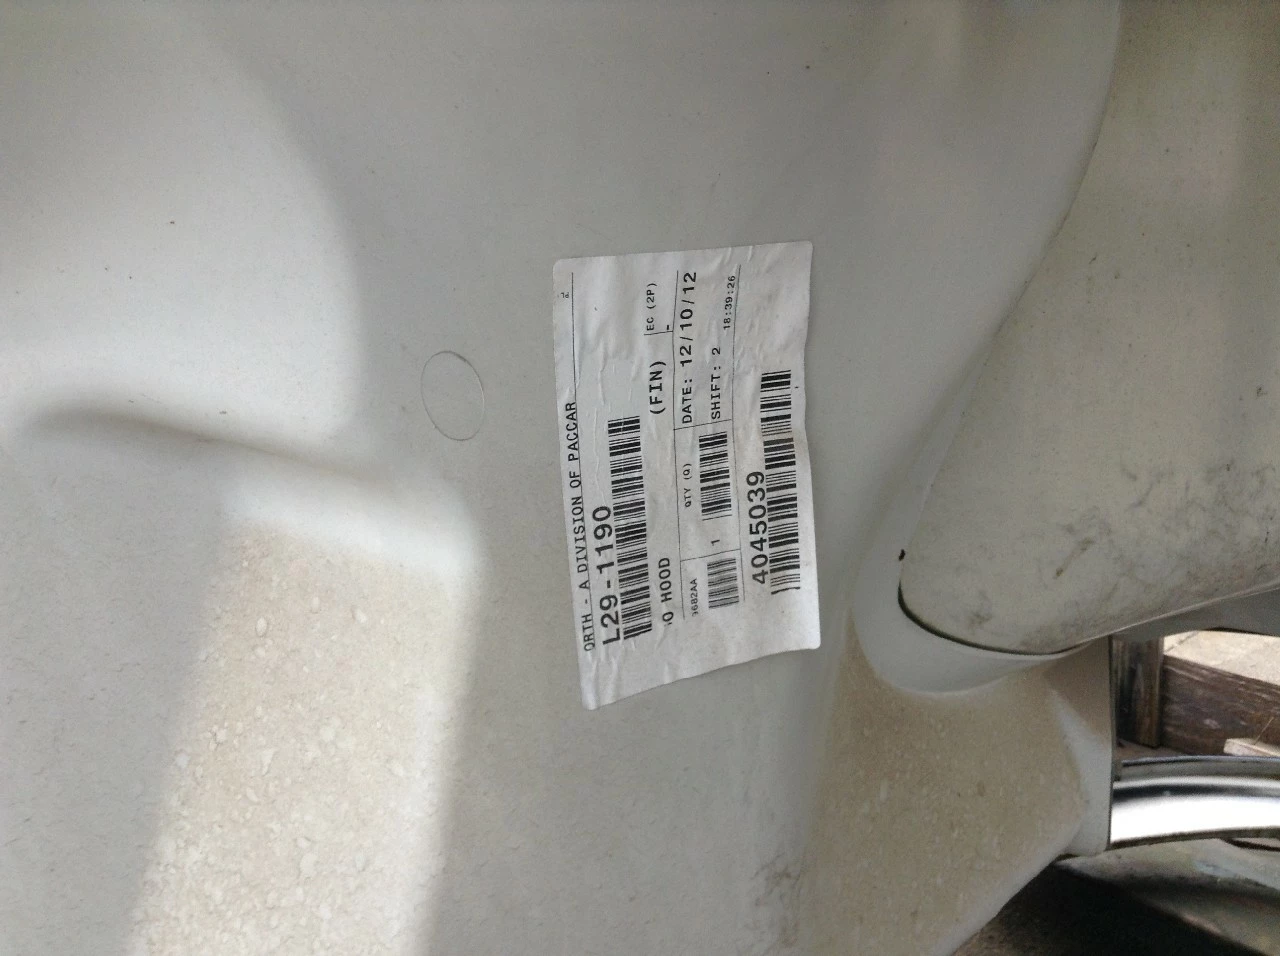 ORTH - A DIVISION OF PACCAR
L29-1190
O HOOD (FIN)
EC (2P)
-
9682AA
1
QTY (Q)
DATE: 12/10/12
SHIFT: 2
18:39:26
4045039